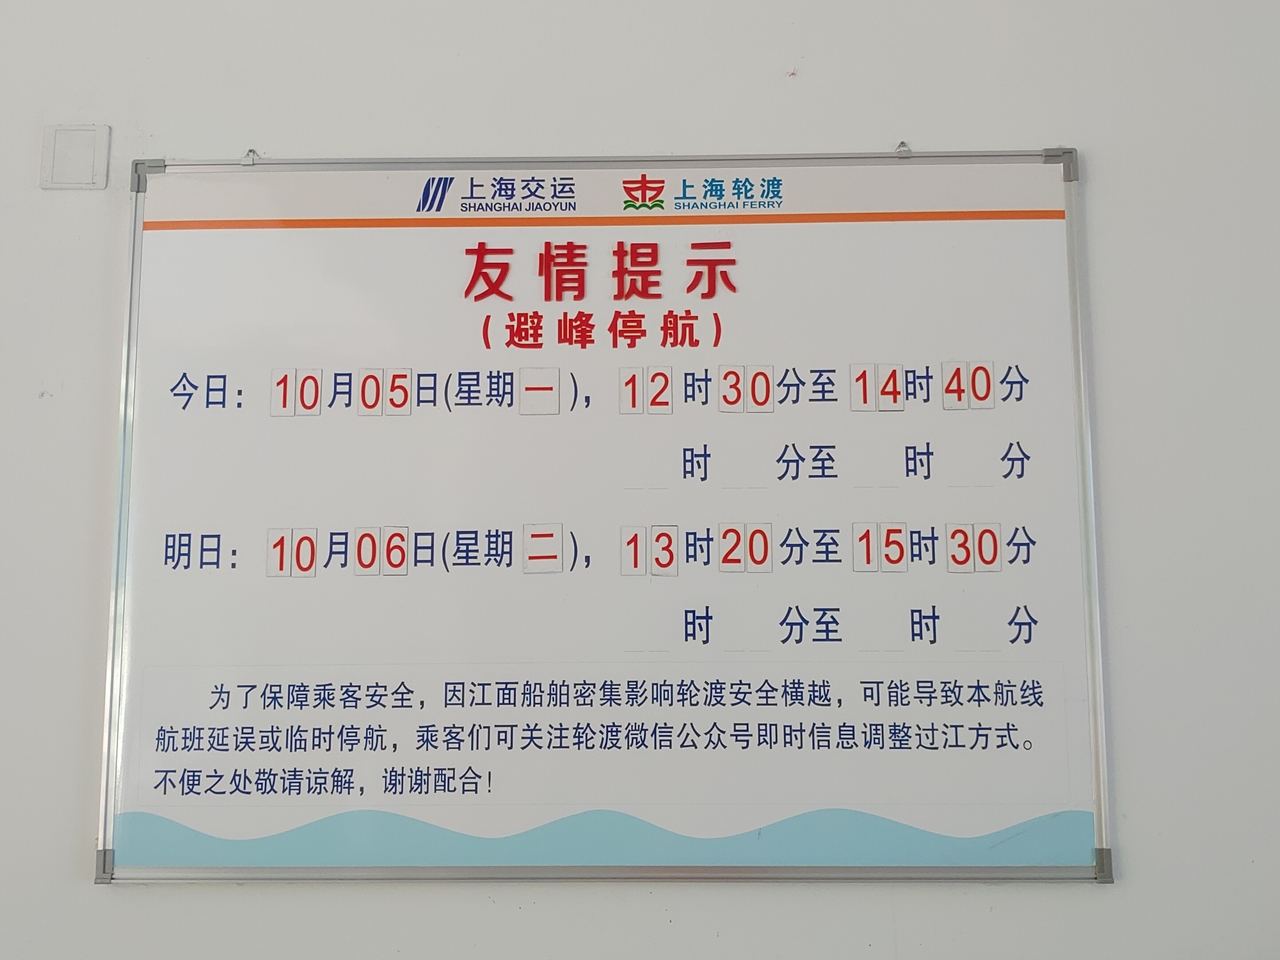 上海交运 上海轮渡
SHANGHAI JIAOYUN SHANGHAI FERRY
友情提示
(避峰停航)
今日: 10月05日(星期一), 12时30分至14时40分
时 分至 时 分
明日: 10月06日(星期二), 13时20分至15时30分
时 分至 时 分
为了保障乘客安全，因江面船舶密集影响轮渡安全横越，可能导致本航线
航班延误或临时停航，乘客们可关注轮渡微信公众号即时信息调整过江方式。
不便之处敬请谅解，谢谢配合!